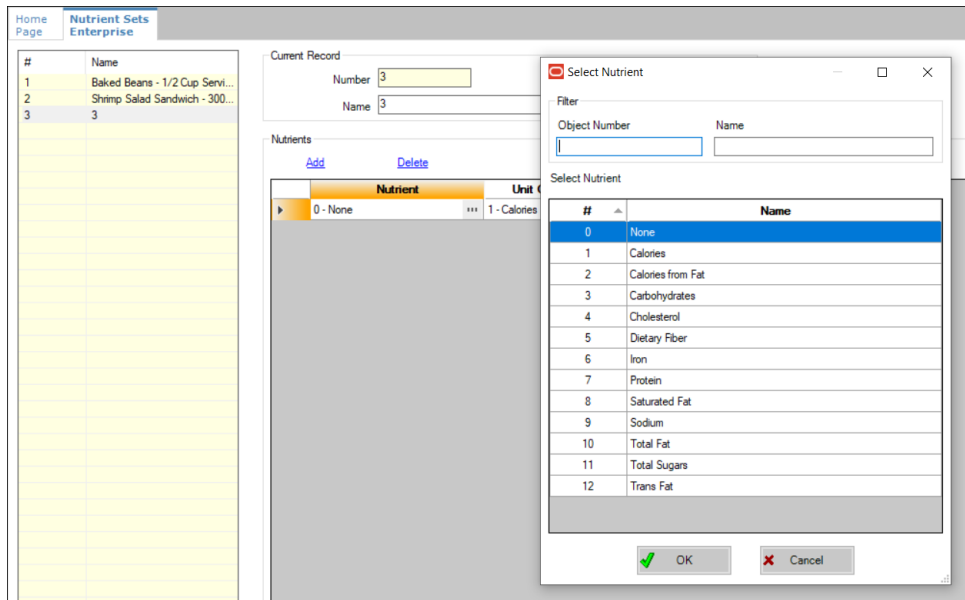 Home
Page
Nutrient Sets
Enterprise
# Name
1 Baked Beans - 1/2 Cup Servi...
2 Shrimp Salad Sandwich - 300...
3 3
Current Record
Number 3
Name 3
Nutrients
Add Delete
Nutrient Unit
0 - None ... 1 - Calories
Select Nutrient
Filter
Object Number Name
Select Nutrient
# Name
0 None
1 Calories
2 Calories from Fat
3 Carbohydrates
4 Cholesterol
5 Dietary Fiber
6 Iron
7 Protein
8 Saturated Fat
9 Sodium
10 Total Fat
11 Total Sugars
12 Trans Fat
OK Cancel